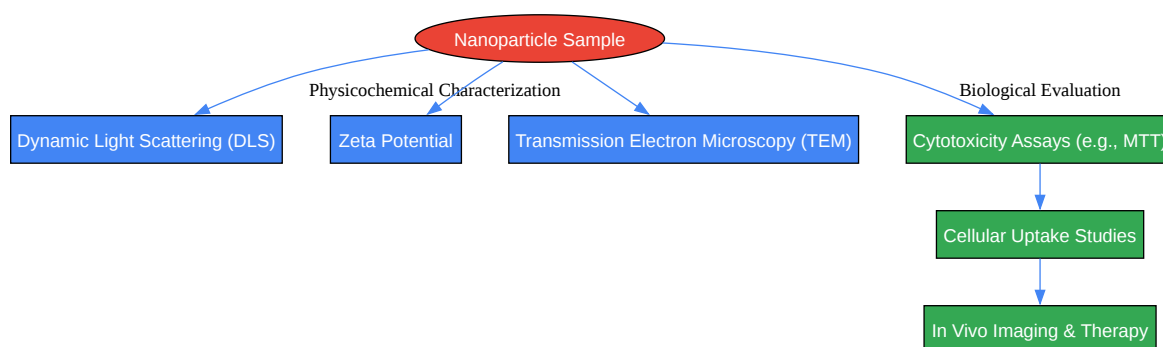 Nanoparticle Sample
Physicochemical Characterization
Biological Evaluation
Dynamic Light Scattering (DLS)
Zeta Potential
Transmission Electron Microscopy (TEM)
Cytotoxicity Assays (e.g., MTT)
Cellular Uptake Studies
In Vivo Imaging & Therapy